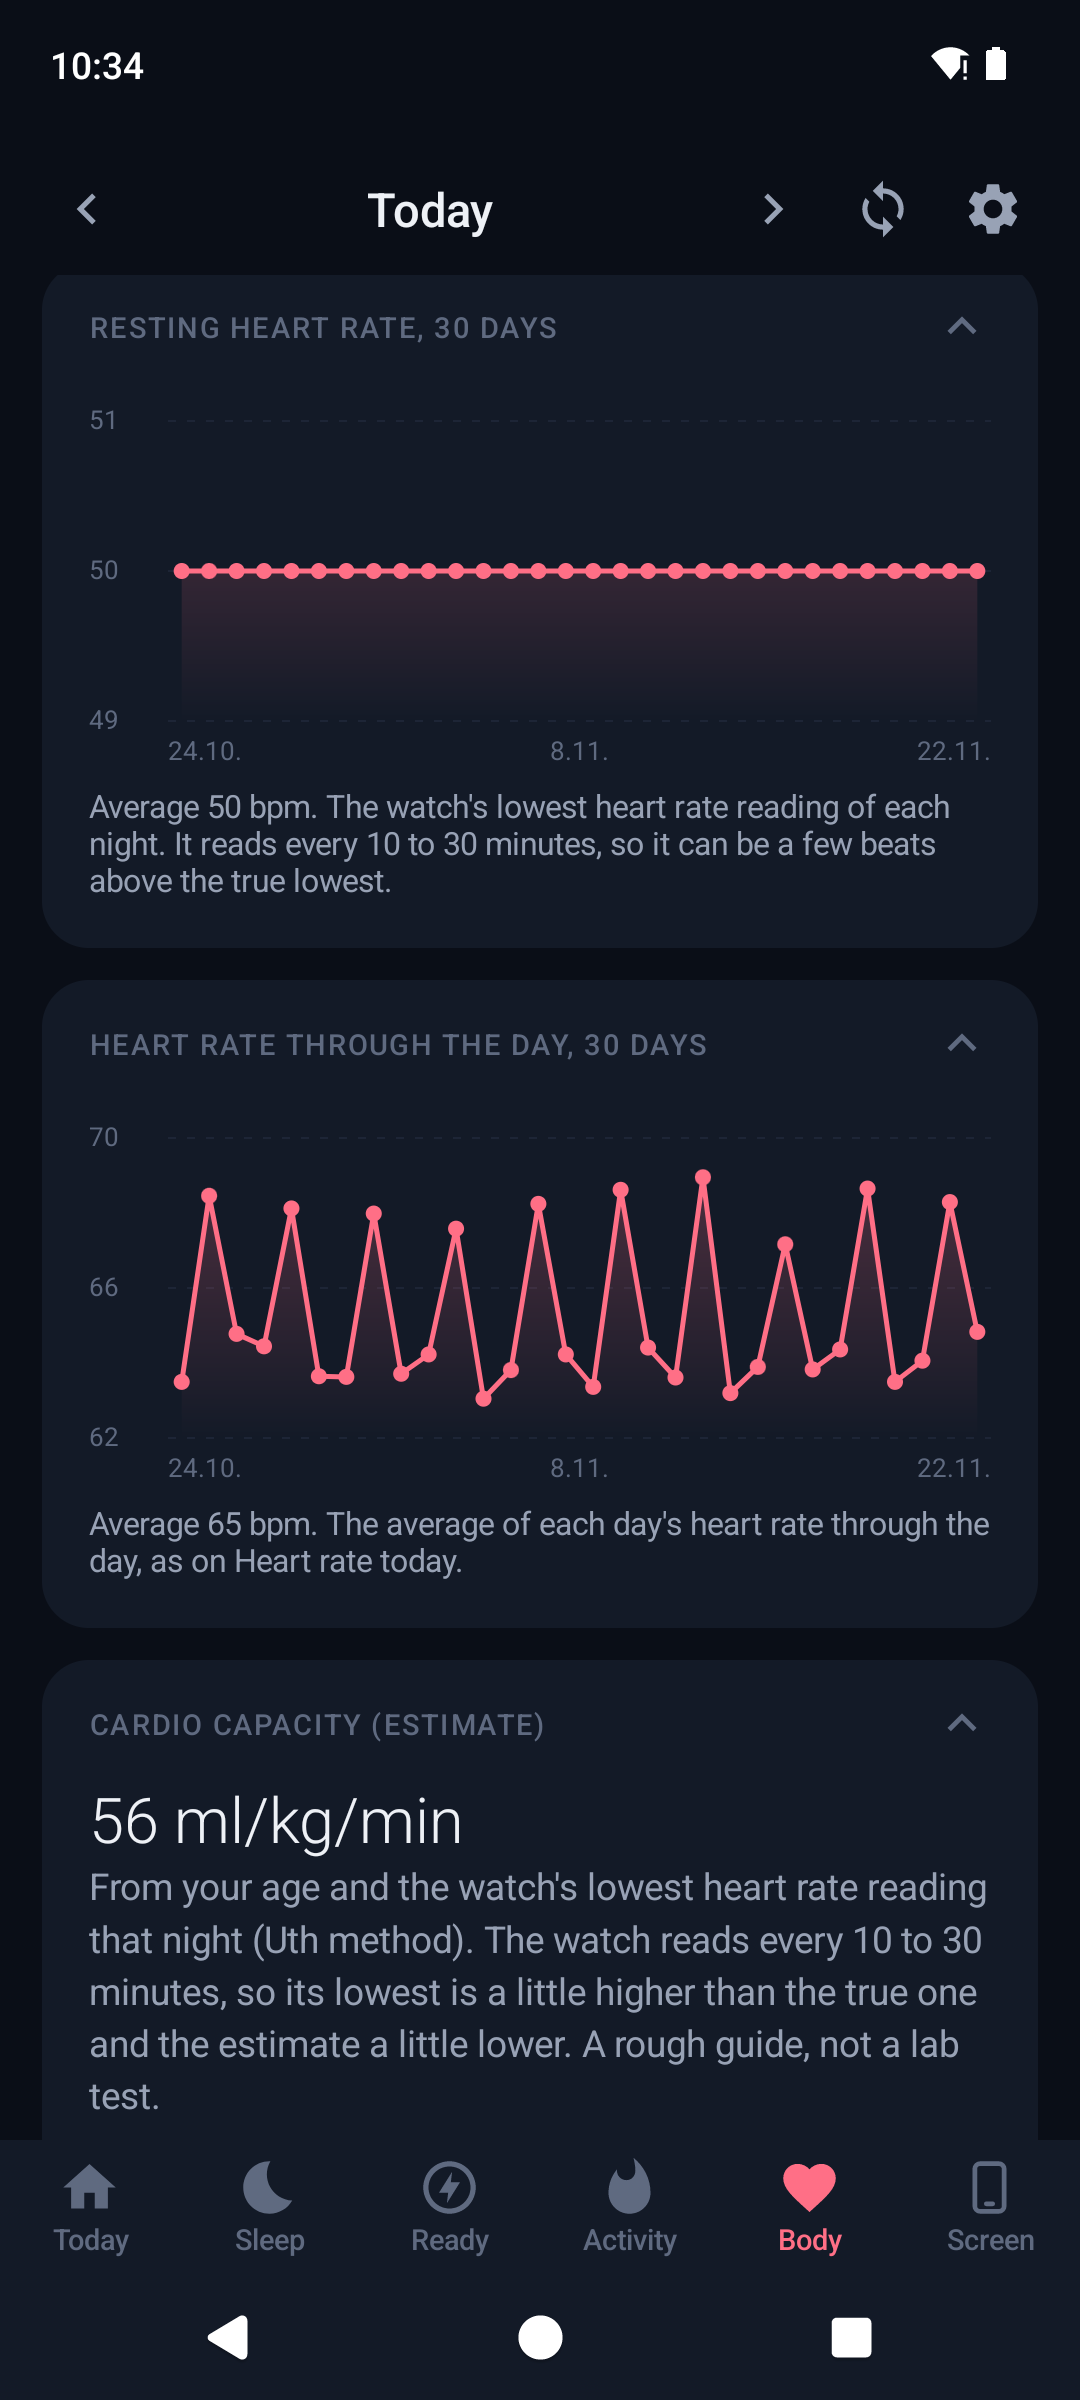 10:34
Today
RESTING HEART RATE, 30 DAYS
51
50
49
24.10. 8.11. 22.11.
Average 50 bpm. The watch's lowest heart rate reading of each
night. It reads every 10 to 30 minutes, so it can be a few beats
above the true lowest.
HEART RATE THROUGH THE DAY, 30 DAYS
70
66
62
24.10. 8.11. 22.11.
Average 65 bpm. The average of each day's heart rate through the
day, as on Heart rate today.
CARDIO CAPACITY (ESTIMATE)
56 ml/kg/min
From your age and the watch's lowest heart rate reading
that night (Uth method). The watch reads every 10 to 30
minutes, so its lowest is a little higher than the true one
and the estimate a little lower. A rough guide, not a lab
test.
Today Sleep Ready Activity Body Screen